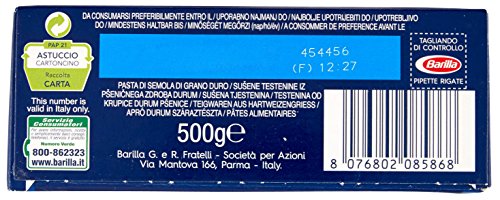 DA CONSUMARSI PREFERIBILMENTE ENTRO IL / UPORABNO NAJMANJ DO / NAJBOLJE UPOTRIJEBITI DO / UPOTREBLJIVO
DO / MINDESTENS HALTBAR BIS / MINŐSÉGÉT MEGŐRZI (nap/hó/év) / A CONSOMMER DE PREFERENCE AVANT LE
454456
(F) 12:27
PAP 21
ASTUCCIO
CARTONCINO
Raccolta
CARTA
This number is
valid in Italy only.
Servizio
Consumatori
Numero Verde
800-862323
www.barilla.it
PASTA DI SEMOLA DI GRANO DURO / SUŠENE TESTENINE IZ
PŠENIČNEGA ZDROBA DURUM / SUŠENA TJESTENINA / TESTENINA OD
KRUPICE DURUM PŠENICE / TEIGWAREN AUS HARTWEIZENGRIESS /
APRÓ DURUM SZÁRAZTÉSZTA / PÂTES ALIMENTAIRES
500g℮
Barilla G. e R. Fratelli - Società per Azioni
Via Mantova 166, Parma - Italy.
TAGLIANDO
DI CONTROLLO
Barilla
PIPETTE RIGATE
8 076802 085868